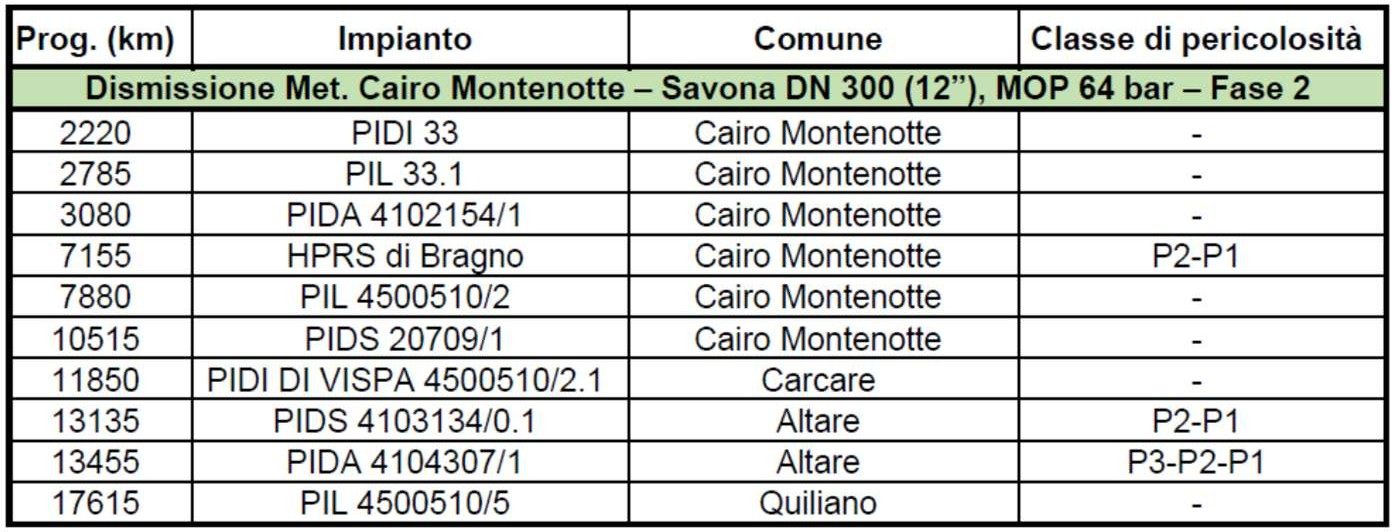 Prog. (km) Impianto Comune Classe di pericolosità
Dismissione Met. Cairo Montenotte – Savona DN 300 (12”), MOP 64 bar – Fase 2
2220 PIDI 33 Cairo Montenotte -
2785 PIL 33.1 Cairo Montenotte -
3080 PIDA 4102154/1 Cairo Montenotte -
7155 HPRS di Bragno Cairo Montenotte P2-P1
7880 PIL 4500510/2 Cairo Montenotte -
10515 PIDS 20709/1 Cairo Montenotte -
11850 PIDI DI VISPA 4500510/2.1 Carcare -
13135 PIDS 4103134/0.1 Altare P2-P1
13455 PIDA 4104307/1 Altare P3-P2-P1
17615 PIL 4500510/5 Quiliano -